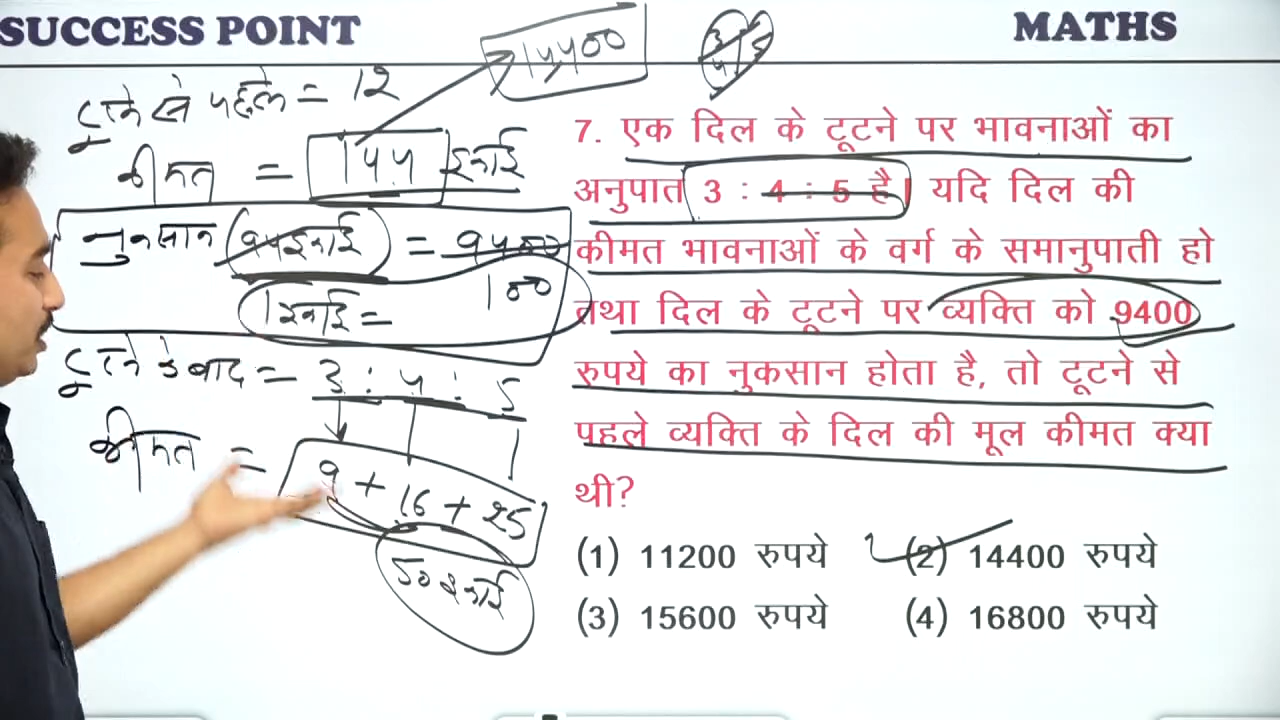 SUCCESS POINT
MATHS
14400
3/4/5
टूटने से पहले = 12
कीमत = 144 इकाई
नुकसान 94 इकाई = 9400
1 इकाई = 100
टूटने के बाद = 3 : 4 : 5
कीमत = 9 + 16 + 25
50 इकाई
7. एक दिल के टूटने पर भावनाओं का
अनुपात 3 : 4 : 5 है। यदि दिल की
कीमत भावनाओं के वर्ग के समानुपाती हो
तथा दिल के टूटने पर व्यक्ति को 9400
रुपये का नुकसान होता है, तो टूटने से
पहले व्यक्ति के दिल की मूल कीमत क्या
थी?
(1) 11200 रुपये (2) 14400 रुपये
(3) 15600 रुपये (4) 16800 रुपये